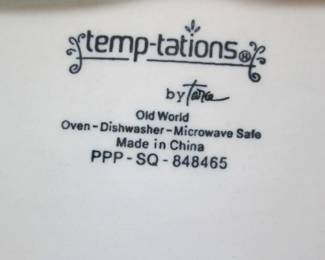 temp-tations®
by Tara
Old World
Oven-Dishwasher-Microwave Safe
Made in China
PPP-SQ-848465